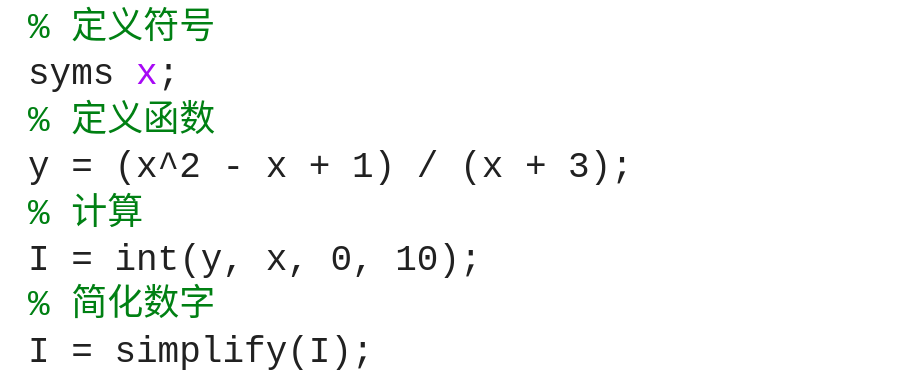 % 定义符号
syms x;
% 定义函数
y = (x^2 - x + 1) / (x + 3);
% 计算
I = int(y, x, 0, 10);
% 简化数字
I = simplify(I);